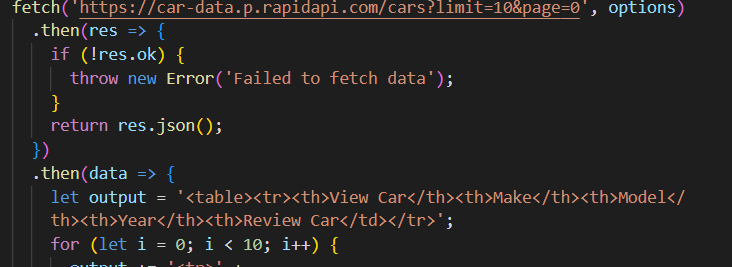 fetch('https://car-data.p.rapidapi.com/cars?limit=10&page=0', options)
.then(res => {
if (!res.ok) {
throw new Error('Failed to fetch data');
}
return res.json();
})
.then(data => {
let output = '<table><tr><th>View Car</th><th>Make</th><th>Model</
th><th>Year</th><th>Review Car</td></tr>';
for (let i = 0; i < 10; i++) {
output += '<tr>' +